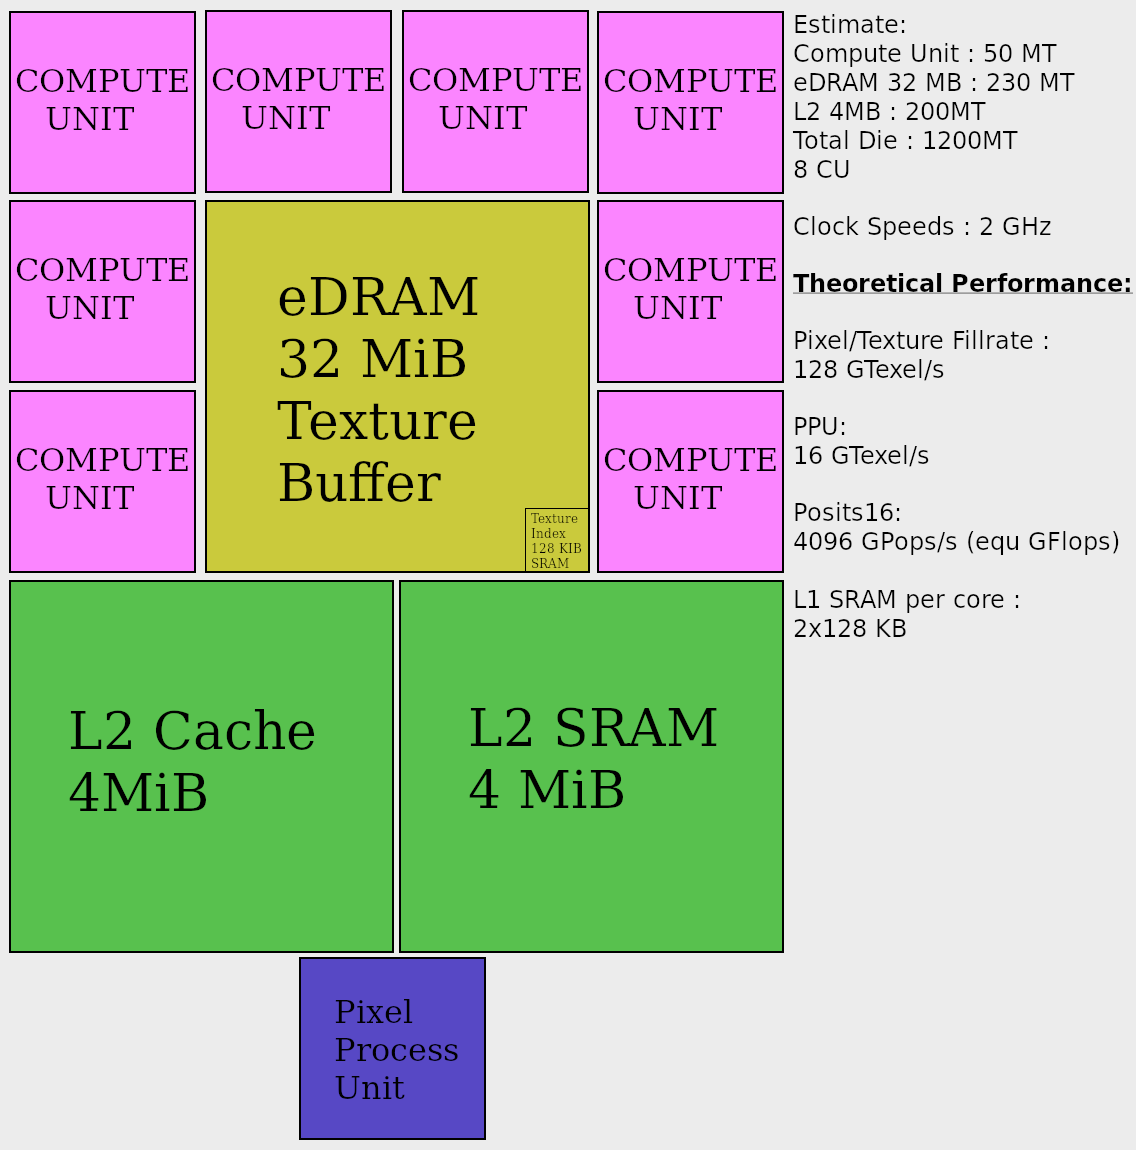 COMPUTE
UNIT
COMPUTE
UNIT
COMPUTE
UNIT
COMPUTE
UNIT
COMPUTE
UNIT
eDRAM
32 MiB
Texture
Buffer
Texture
Index
128 KIB
SRAM
COMPUTE
UNIT
COMPUTE
UNIT
COMPUTE
UNIT
L2 Cache
4MiB
L2 SRAM
4 MiB
Pixel
Process
Unit
Estimate:
Compute Unit : 50 MT
eDRAM 32 MB : 230 MT
L2 4MB : 200MT
Total Die : 1200MT
8 CU
Clock Speeds : 2 GHz
Theoretical Performance:
Pixel/Texture Fillrate :
128 GTexel/s
PPU:
16 GTexel/s
Posits16:
4096 GPops/s (equ GFlops)
L1 SRAM per core :
2x128 KB